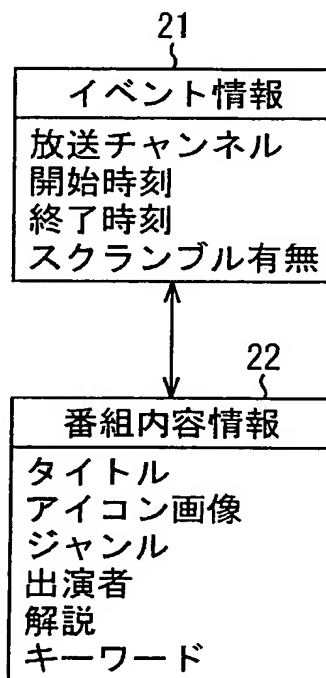 21
イベント情報
放送チャンネル
開始時刻
終了時刻
スクランブル有無
22
番組内容情報
タイトル
アイコン画像
ジャンル
出演者
解説
キーワード